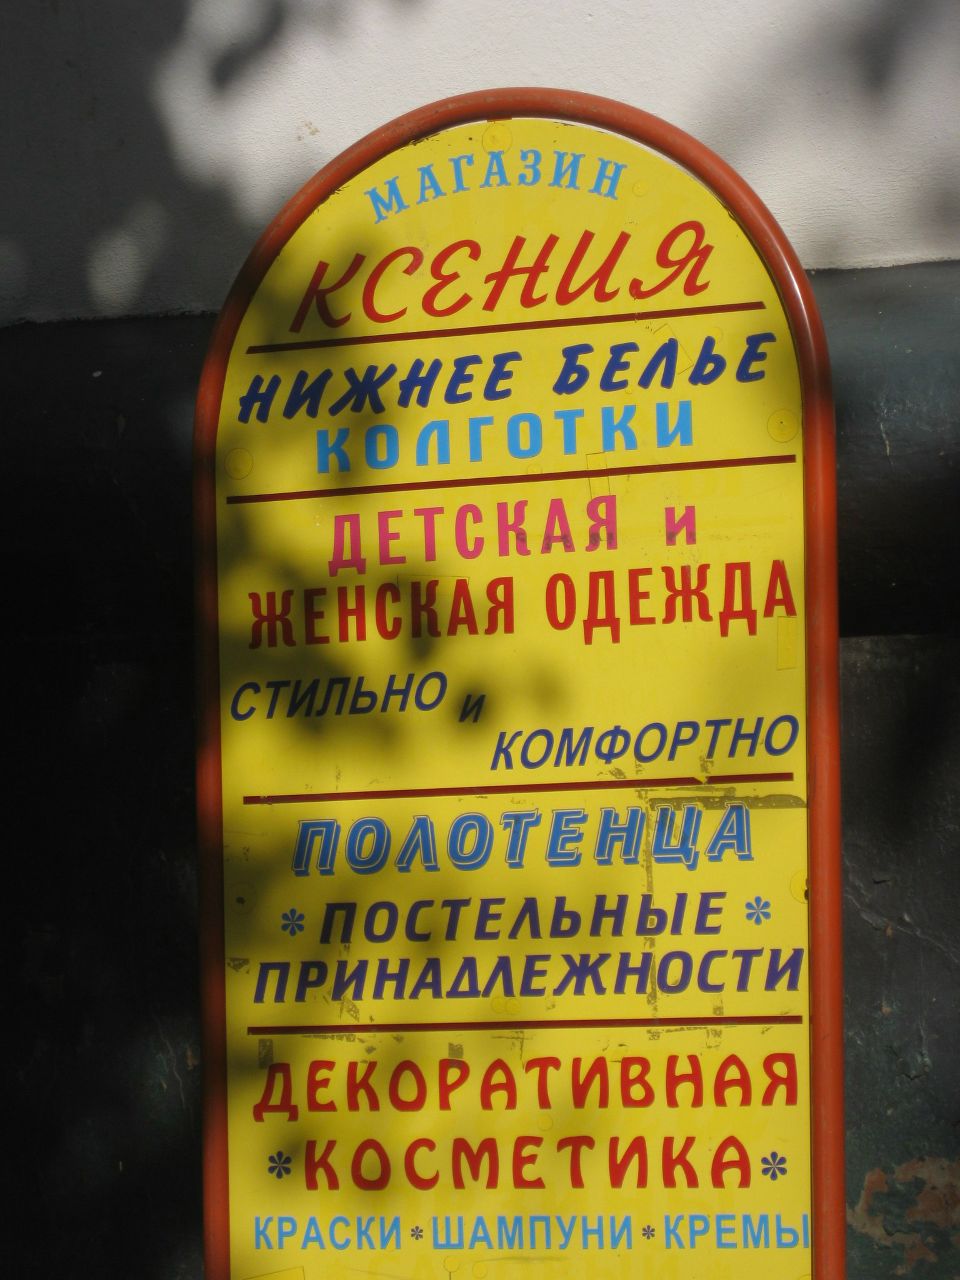 МАГАЗИН
КСЕНИЯ
НИЖНЕЕ БЕЛЬЕ
КОЛГОТКИ
ДЕТСКАЯ и
ЖЕНСКАЯ ОДЕЖДА
СТИЛЬНО и
КОМФОРТНО
ПОЛОТЕНЦА
* ПОСТЕЛЬНЫЕ *
ПРИНАДЛЕЖНОСТИ
ДЕКОРАТИВНАЯ
* КОСМЕТИКА *
КРАСКИ * ШАМПУНИ * КРЕМЫ